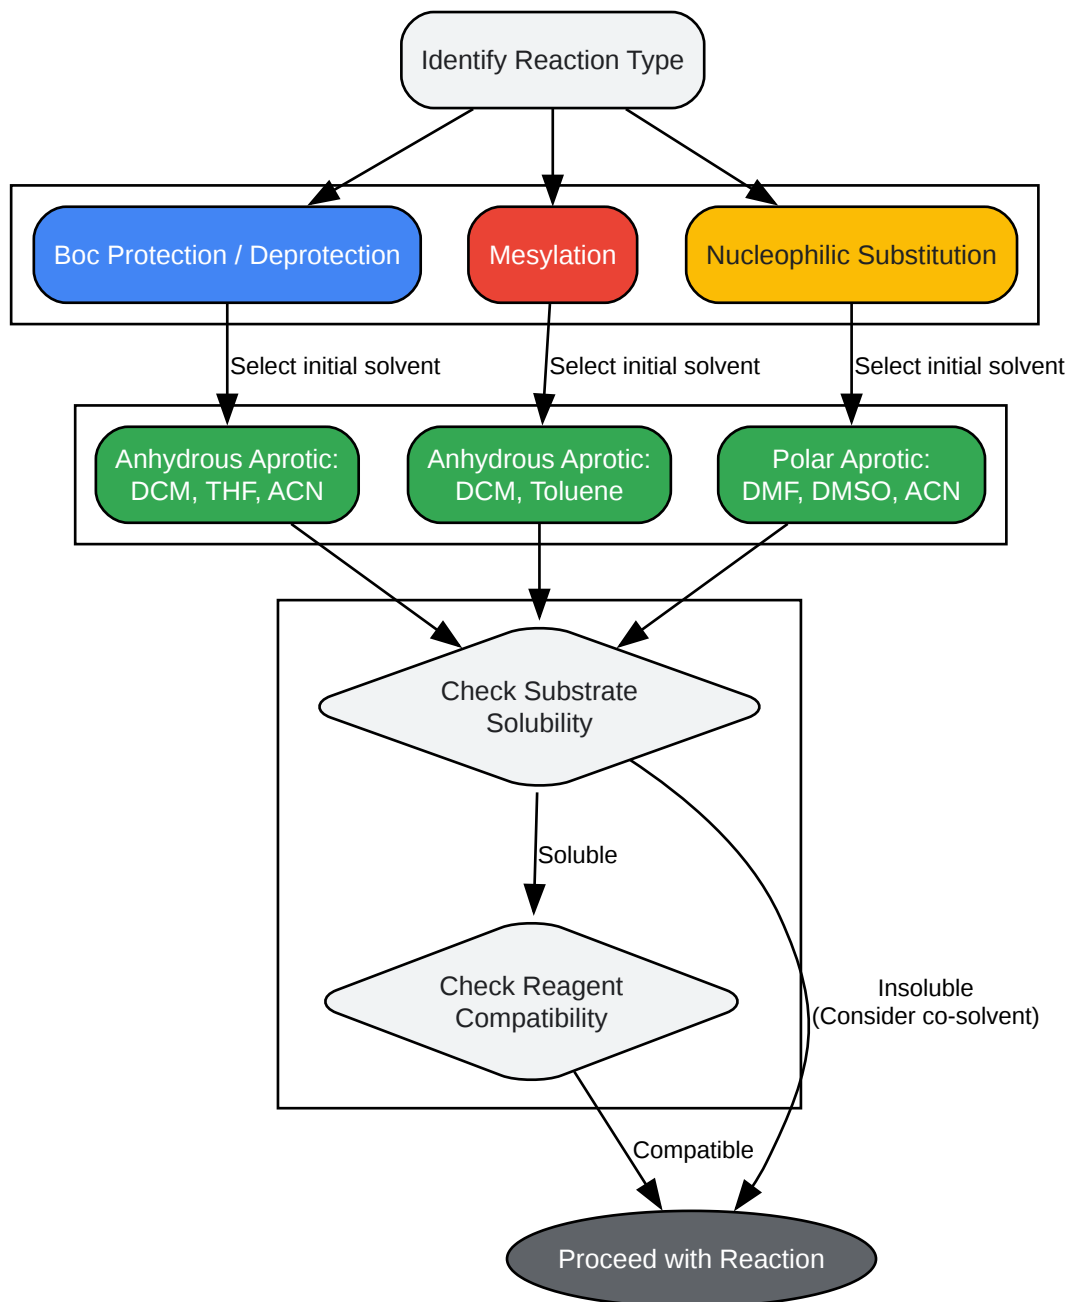 Identify Reaction Type
Boc Protection / Deprotection
Mesylation
Nucleophilic Substitution
Select initial solvent
Select initial solvent
Select initial solvent
Anhydrous Aprotic:
DCM, THF, ACN
Anhydrous Aprotic:
DCM, Toluene
Polar Aprotic:
DMF, DMSO, ACN
Check Substrate
Solubility
Soluble
Check Reagent
Compatibility
Insoluble
(Consider co-solvent)
Compatible
Proceed with Reaction